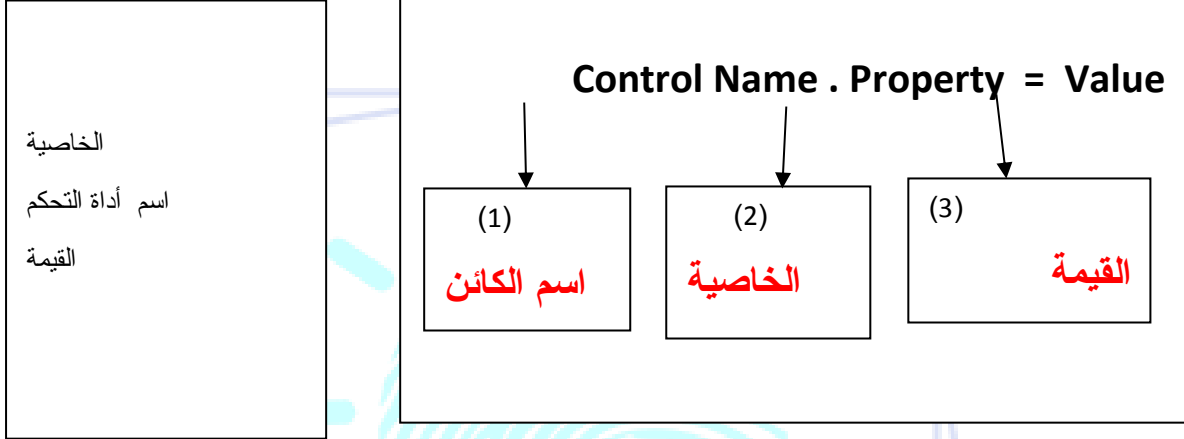 الخاصية
اسم أداة التحكم
القيمة
Control Name . Property = Value
(1)
اسم الكائن
(2)
الخاصية
(3)
القيمة